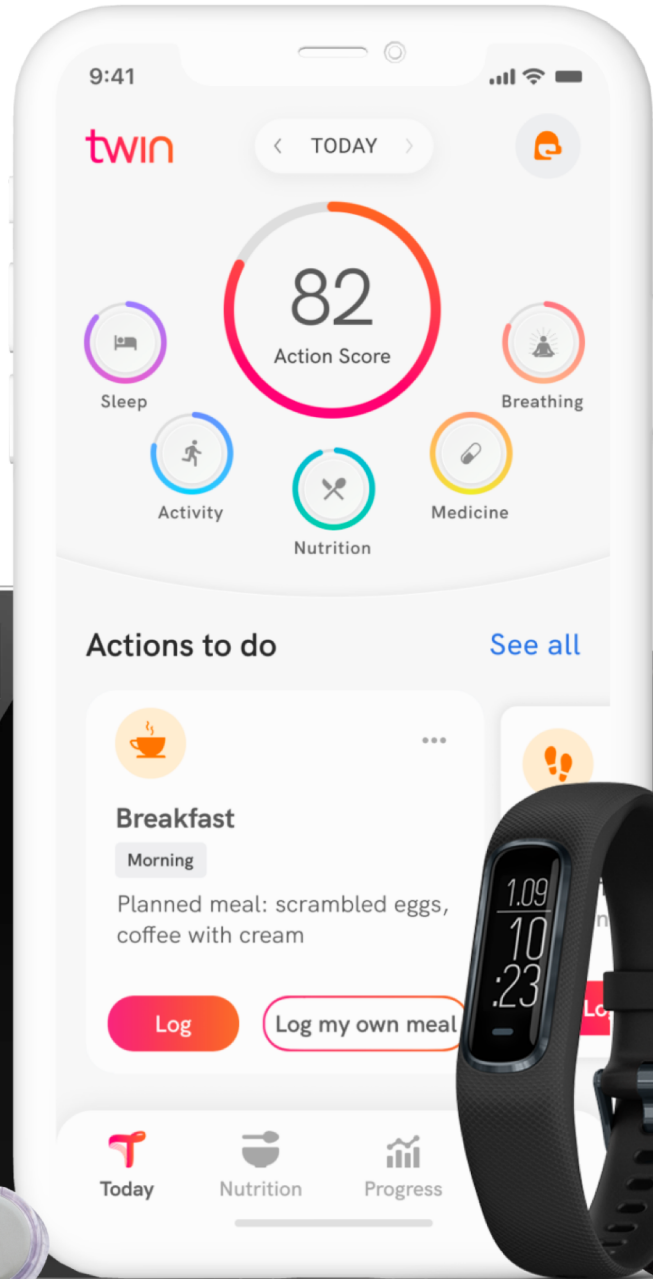 9:41
twin
TODAY
82
Action Score
Sleep
Breathing
Activity
Medicine
Nutrition
Actions to do
See all
Breakfast
Morning
Planned meal: scrambled eggs,
coffee with cream
Log
Log my own meal
1.09
10
:23
Today
Nutrition
Progress